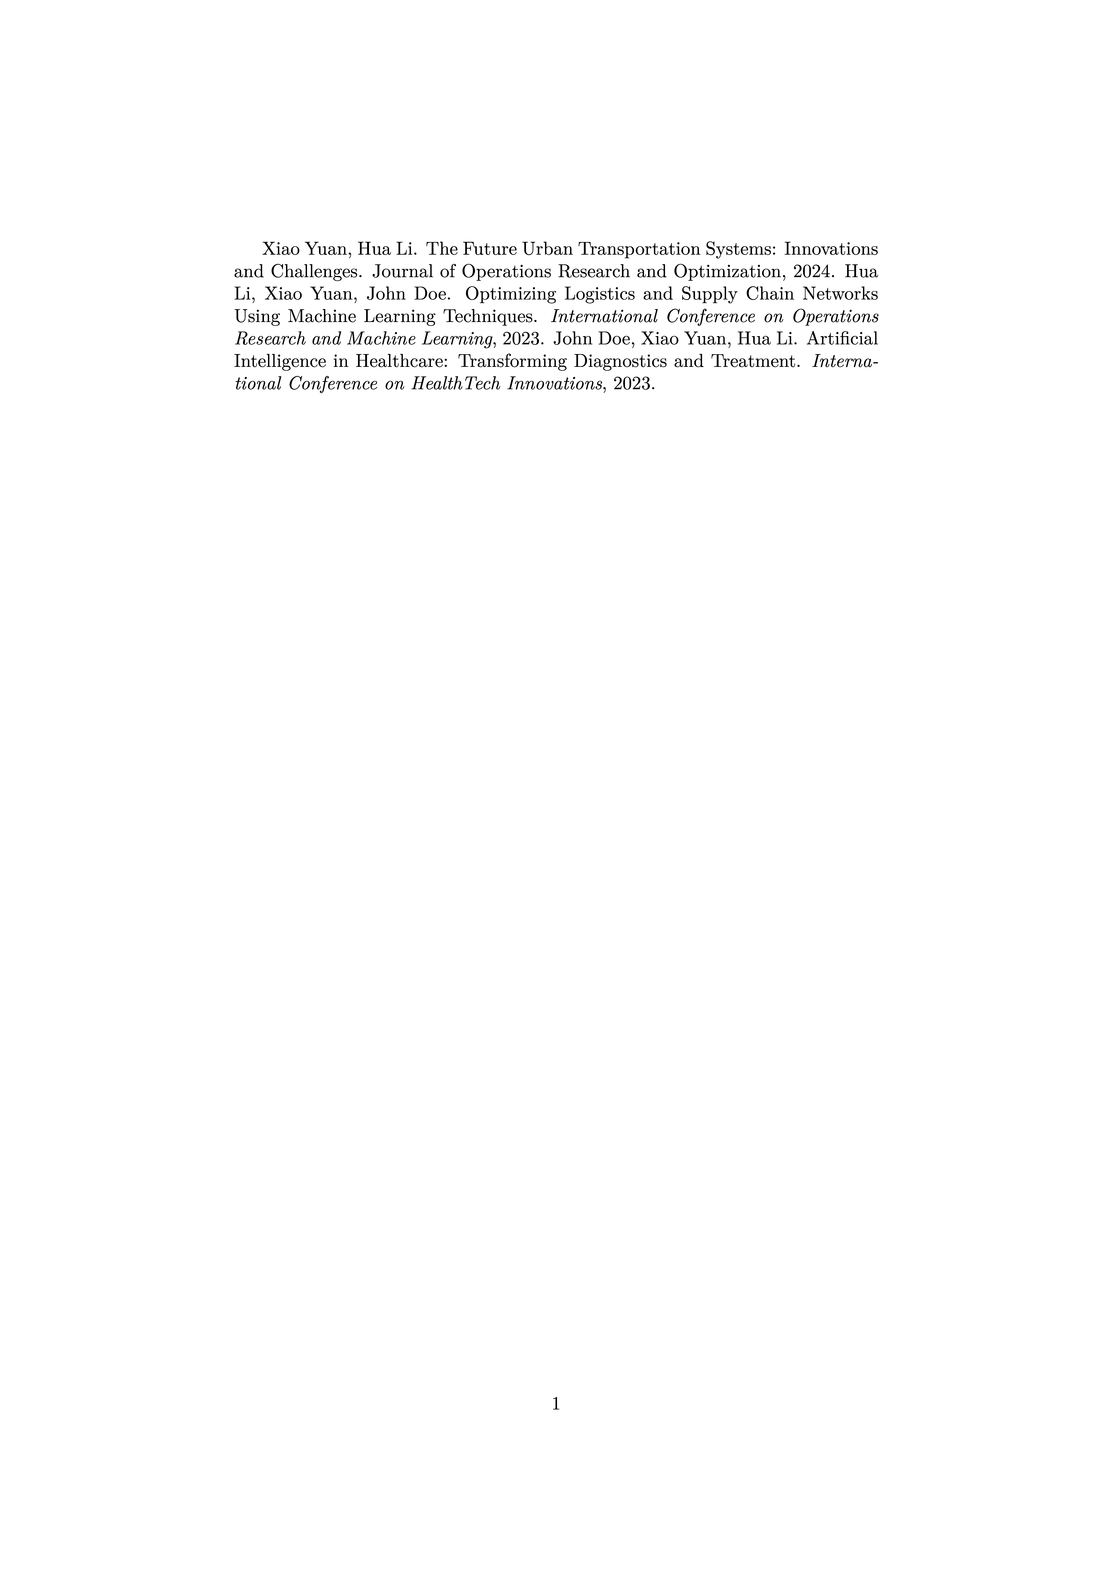 Xiao Yuan, Hua Li. The Future Urban Transportation Systems: Innovations
and Challenges. Journal of Operations Research and Optimization, 2024. Hua
Li, Xiao Yuan, John Doe. Optimizing Logistics and Supply Chain Networks
Using Machine Learning Techniques. International Conference on Operations
Research and Machine Learning, 2023. John Doe, Xiao Yuan, Hua Li. Artificial
Intelligence in Healthcare: Transforming Diagnostics and Treatment. Interna-
tional Conference on HealthTech Innovations, 2023.
1